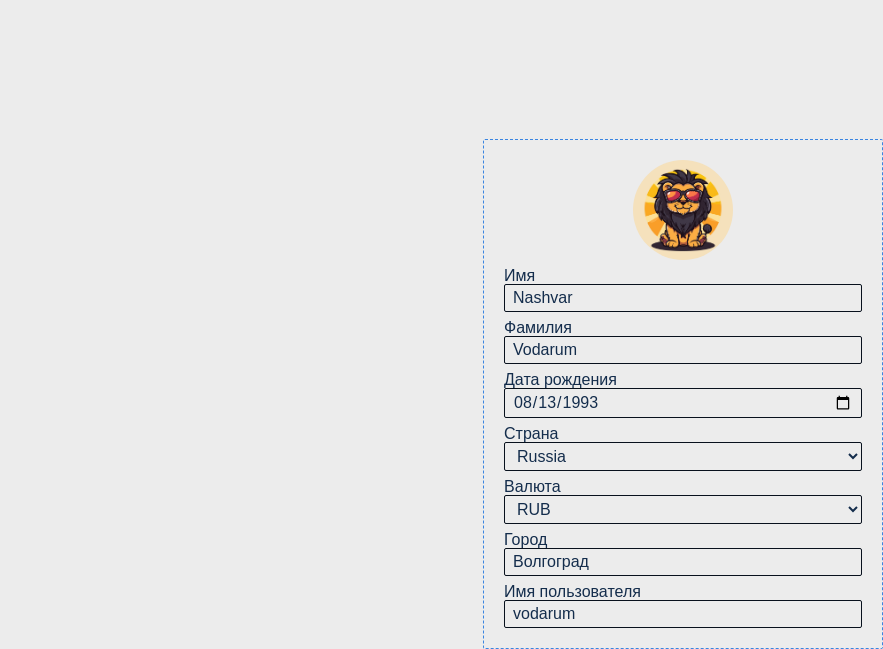 Имя
Nashvar
Фамилия
Vodarum
Дата рождения
08/13/1993
Страна
Russia
Валюта
RUB
Город
Волгоград
Имя пользователя
vodarum